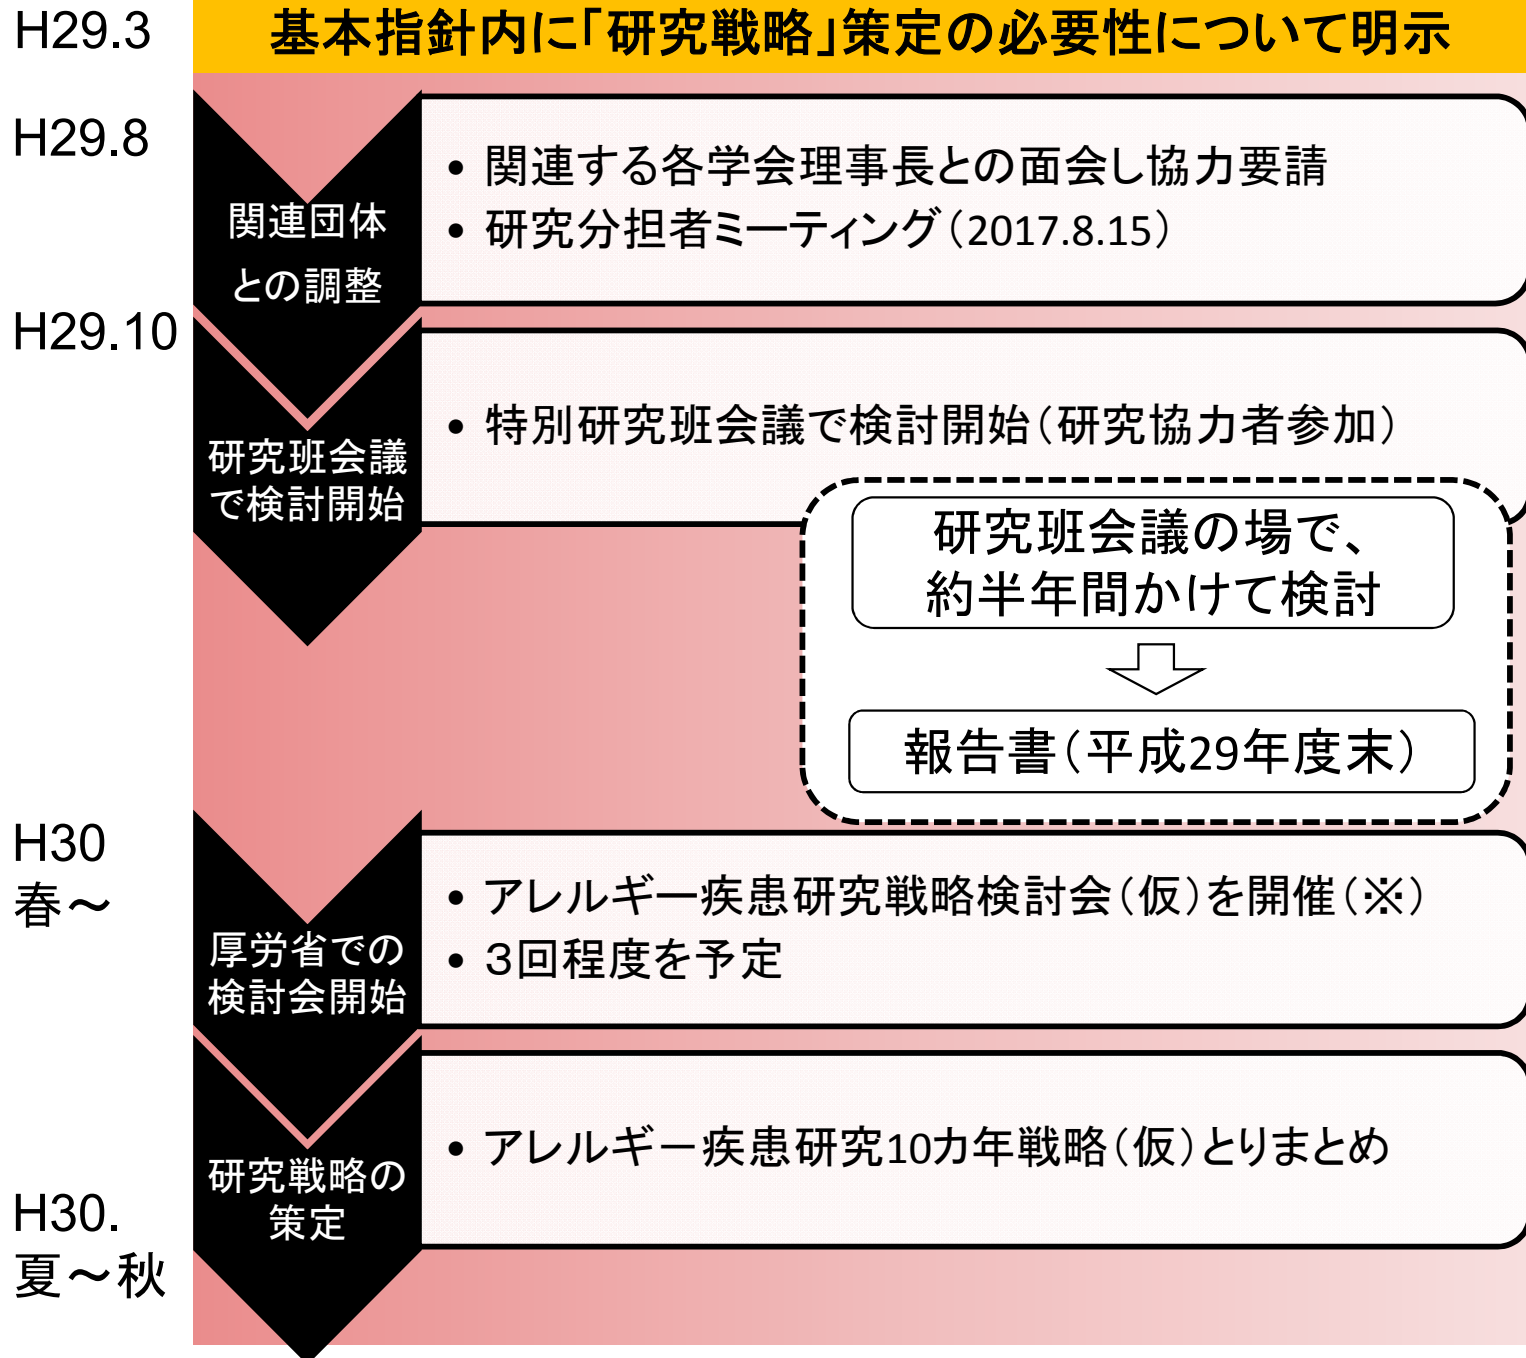 H29.3
基本指針内に「研究戦略」策定の必要性について明示
H29.8
関連団体
との調整
• 関連する各学会理事長との面会し協力要請
• 研究分担者ミーティング（2017.8.15）
H29.10
研究班会議
で検討開始
• 特別研究班会議で検討開始（研究協力者参加）
研究班会議の場で、
約半年間かけて検討
報告書（平成29年度末）
H30
春～
厚労省での
検討会開始
• アレルギー疾患研究戦略検討会（仮）を開催（※）
• ３回程度を予定
研究戦略の
策定
• アレルギー疾患研究10カ年戦略（仮）とりまとめ
H30.
夏～秋